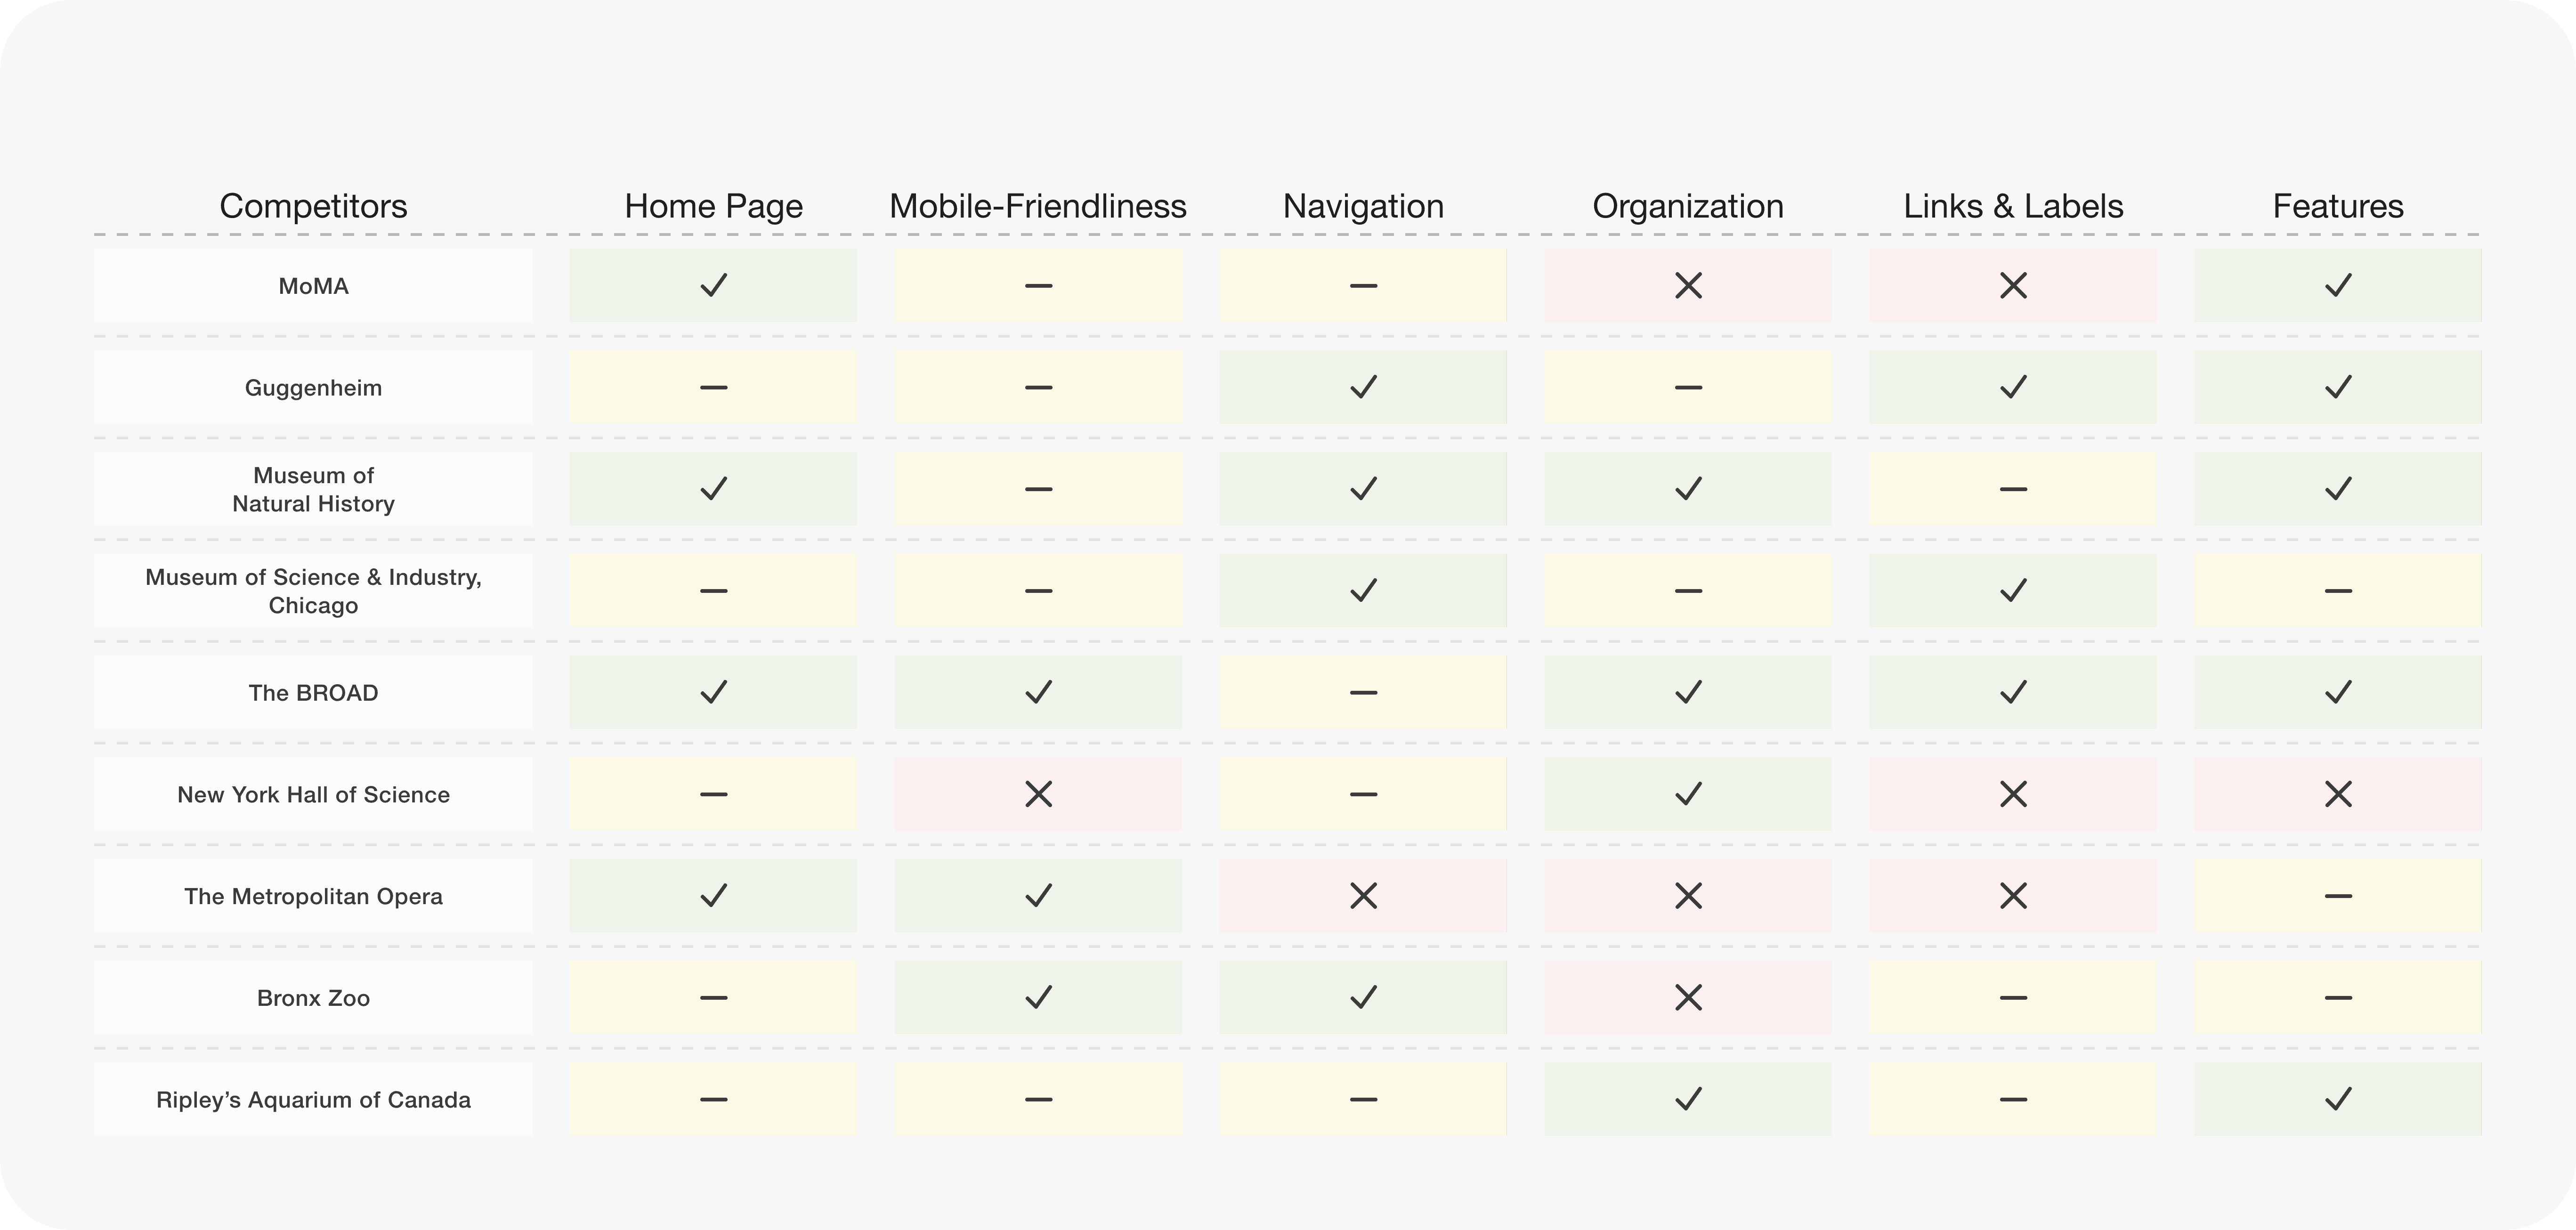 Competitors Home Page Mobile-Friendliness Navigation Organization Links & Labels Features
MoMA ✓ – – ✕ ✕ ✓
Guggenheim – – ✓ – ✓ ✓
Museum of
Natural History ✓ – ✓ ✓ – ✓
Museum of Science & Industry,
Chicago – – ✓ – ✓ –
The BROAD ✓ ✓ – ✓ ✓ ✓
New York Hall of Science – ✕ – ✓ ✕ ✕
The Metropolitan Opera ✓ ✓ ✕ ✕ ✕ –
Bronx Zoo – ✓ ✓ ✕ – –
Ripley’s Aquarium of Canada – – – ✓ – ✓